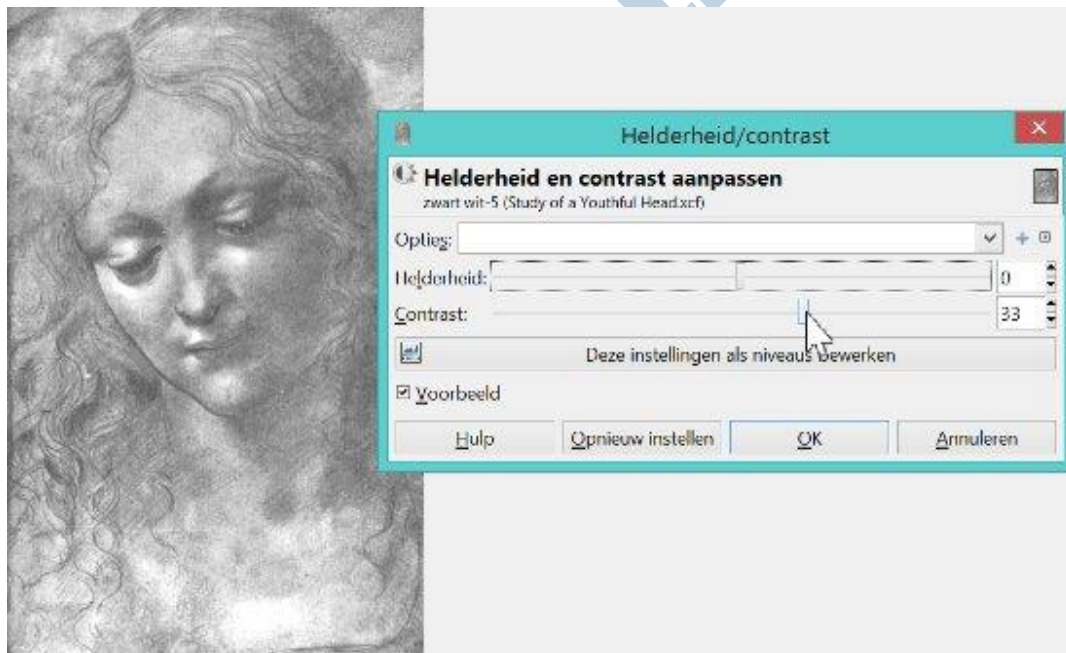 Helderheid/contrast
Helderheid en contrast aanpassen
zwart wit-5 (Study of a Youthful Head.xcf)
Opties:
Helderheid: 0
Contrast: 33
Deze instellingen als niveaus bewerken
Voorbeeld
Hulp Opnieuw instellen OK Annuleren